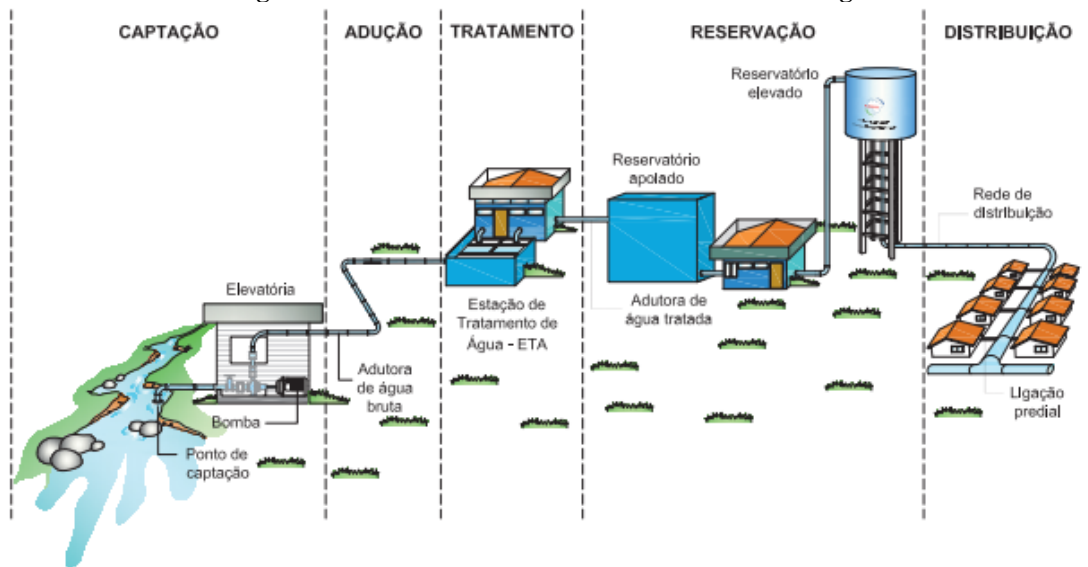 CAPTAÇÃO
ADUÇÃO
TRATAMENTO
RESERVAÇÃO
DISTRIBUIÇÃO
Reservatório
elevado
Reservatório
apoiado
Rede de
distribuição
Elevatória
Estação de
Tratamento de
Água - ETA
Adutora de
água tratada
Adutora
de água
bruta
Bomba
Ponto de
captação
Ligação
predial